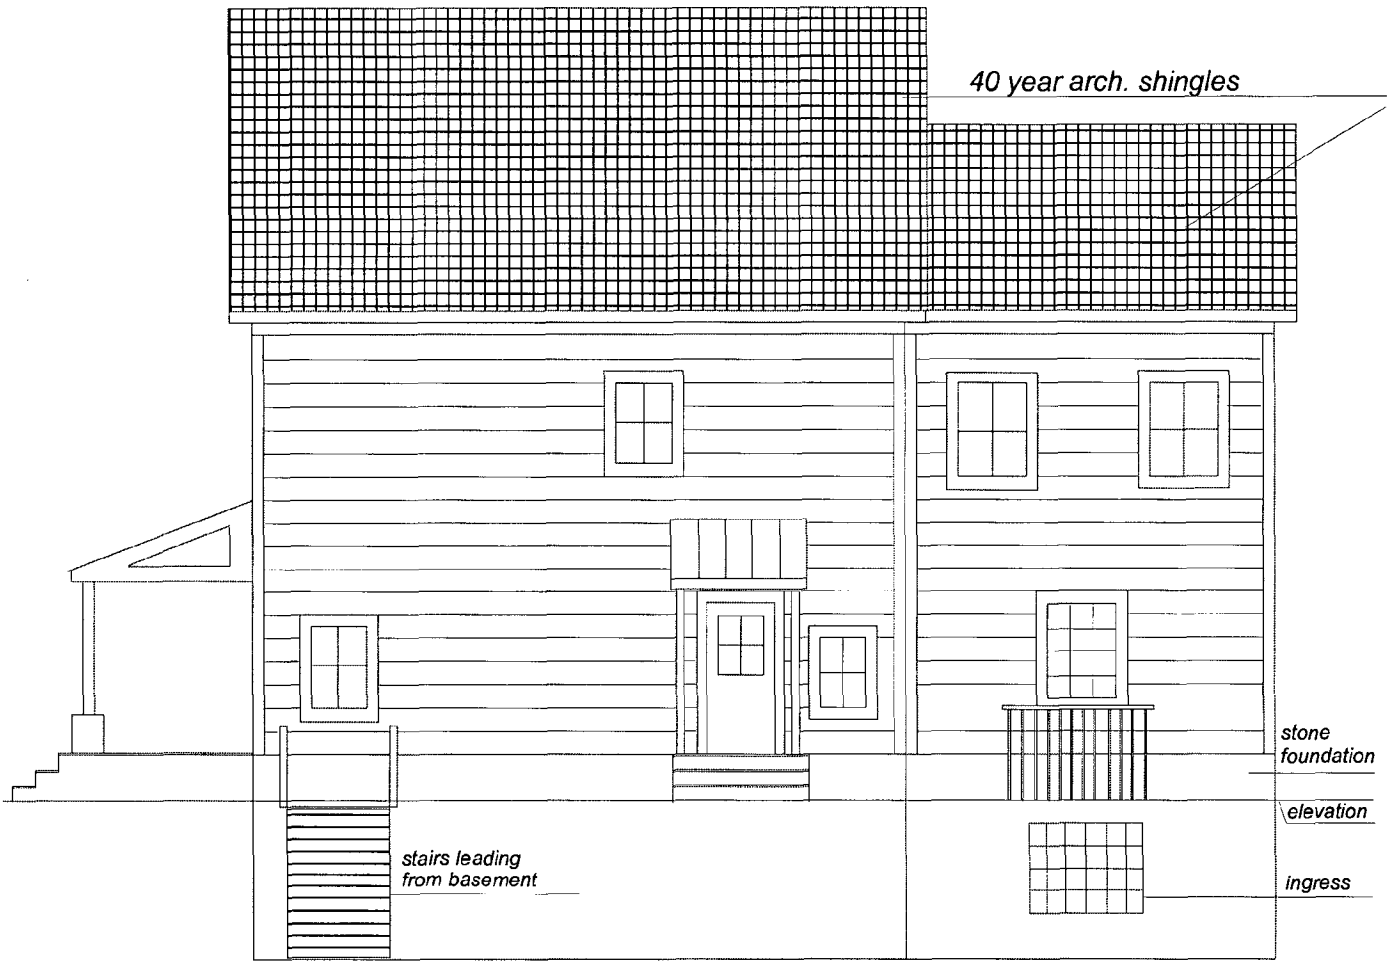 40 year arch. shingles
stone
foundation
elevation
stairs leading
from basement
ingress